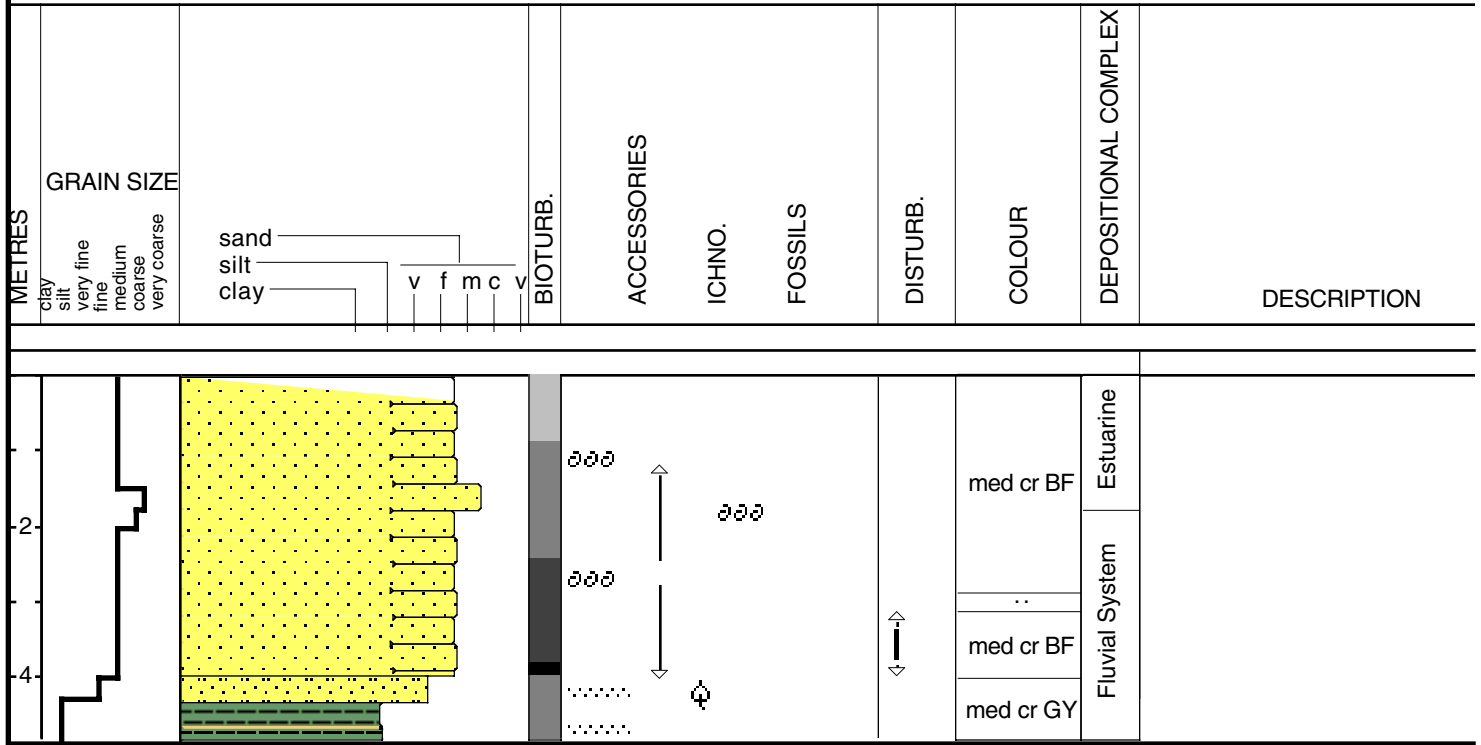 METRES
GRAIN SIZE
clay
silt
very fine
fine
medium
coarse
very coarse
sand
silt
clay
v f m c v
BIOTURB.
ACCESSORIES
ICHNO.
FOSSILS
DISTURB.
COLOUR
DEPOSITIONAL COMPLEX
DESCRIPTION
2
4
med cr BF
med cr BF
med cr GY
Estuarine
Fluvial System